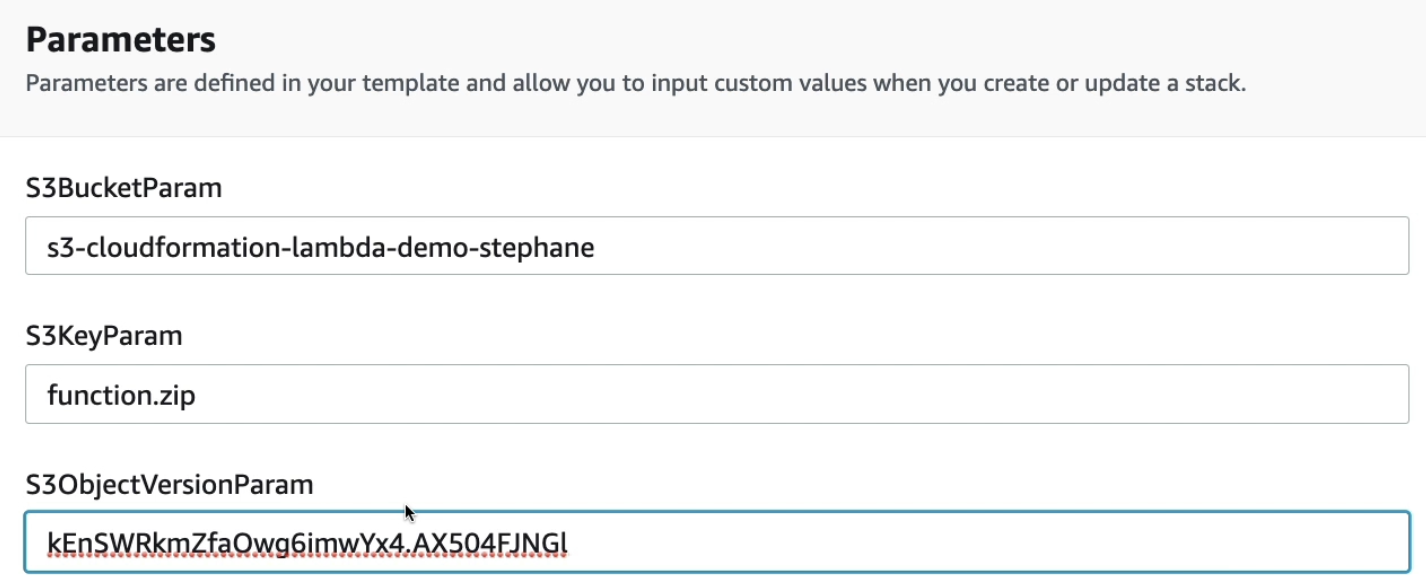 Parameters
Parameters are defined in your template and allow you to input custom values when you create or update a stack.
S3BucketParam
s3-cloudformation-lambda-demo-stephane
S3KeyParam
function.zip
S3ObjectVersionParam
kEnSWRkmZfaOwg6imwYx4.AX504FJNGl